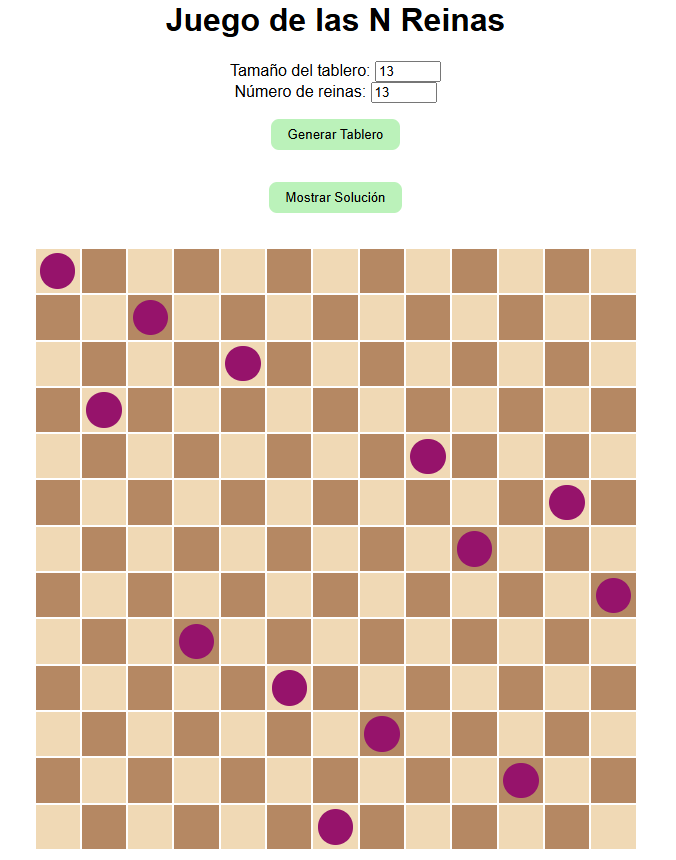 Juego de las N Reinas
Tamaño del tablero: 13
Número de reinas: 13
Generar Tablero
Mostrar Solución